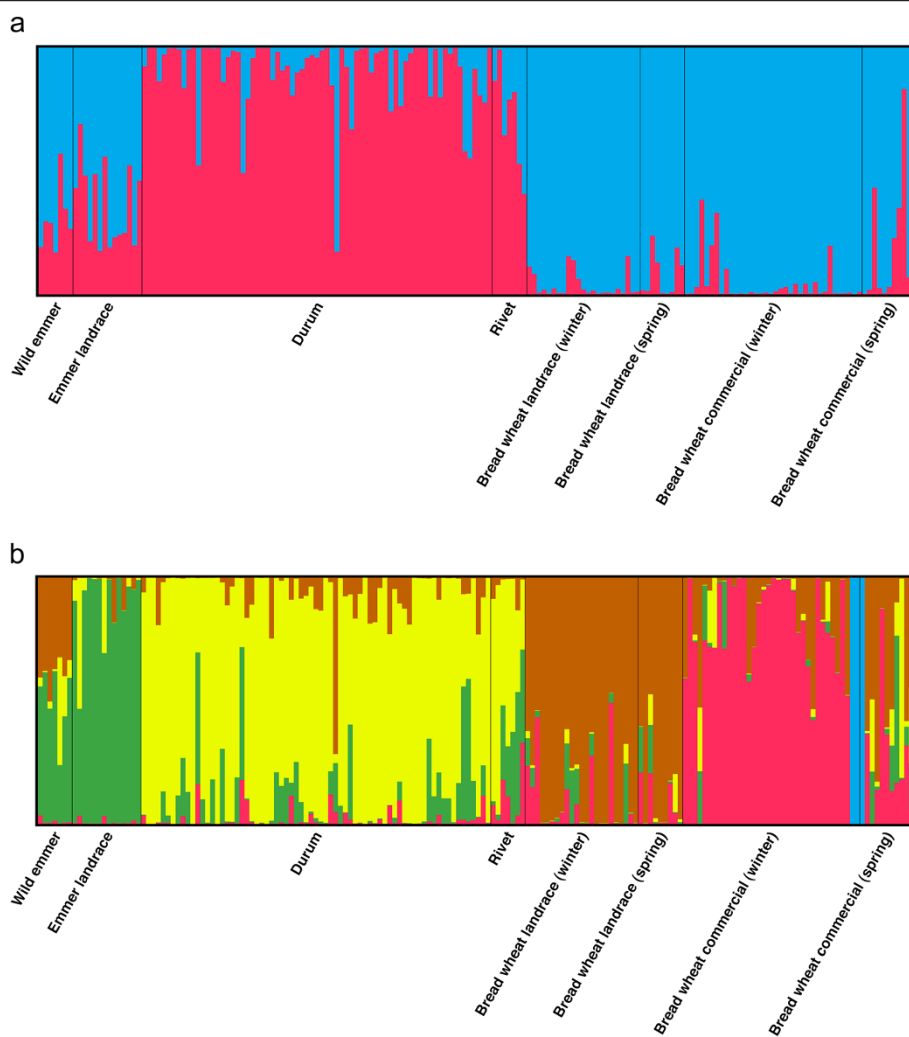 a
Wild emmer
Emmer landrace
Durum
Rivet
Bread wheat landrace (winter)
Bread wheat landrace (spring)
Bread wheat commercial (winter)
Bread wheat commercial (spring)
b
Wild emmer
Emmer landrace
Durum
Rivet
Bread wheat landrace (winter)
Bread wheat landrace (spring)
Bread wheat commercial (winter)
Bread wheat commercial (spring)